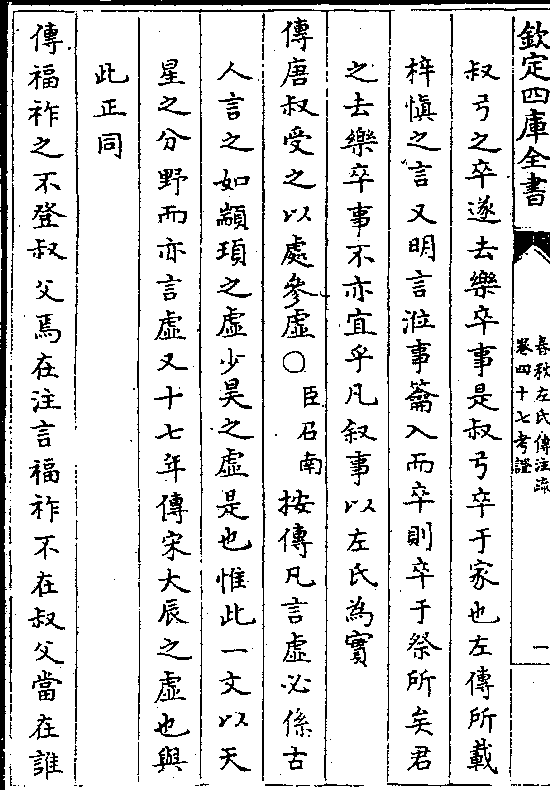 欽定四庫全書
春秋左氏傳注疏
卷四十七考證
一
叔弓之卒遂去樂卒事是叔弓卒于家也左傳所載
梓慎之言又明言涖事籥入而卒則卒于祭所矣君
之去樂卒事不亦宜乎凡叙事以左氏為實
傳唐叔受之以處參虛○臣召南按傳凡言虛必係古
人言之如顓頊之虛少昊之虛是也惟此一文以天
星之分野而亦言虛又十七年傳宋大辰之虛也與
此正同
傳福祚之不登叔父焉在注言福祚不在叔父當在誰